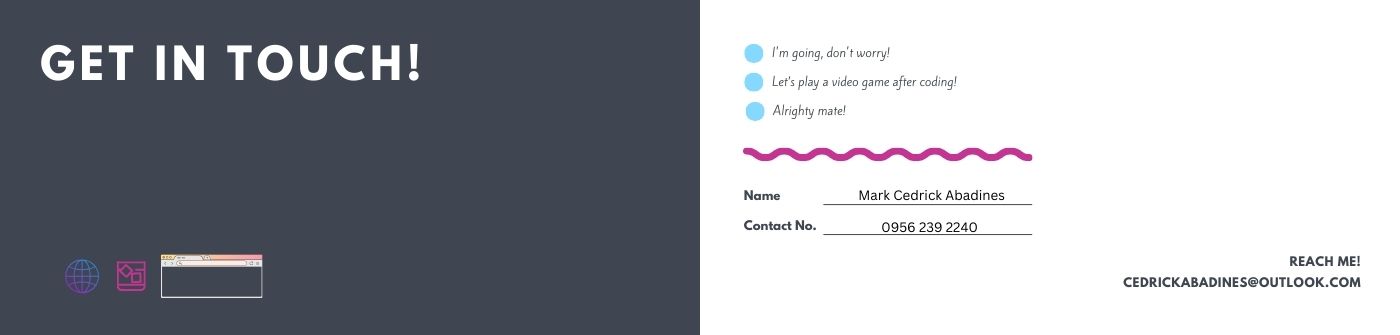 GET IN TOUCH!
I'm going, don't worry!
Let's play a video game after coding!
Alrighty mate!
Name Mark Cedrick Abadines
Contact No. 0956 239 2240
REACH ME!
CEDRICKABADINES@OUTLOOK.COM